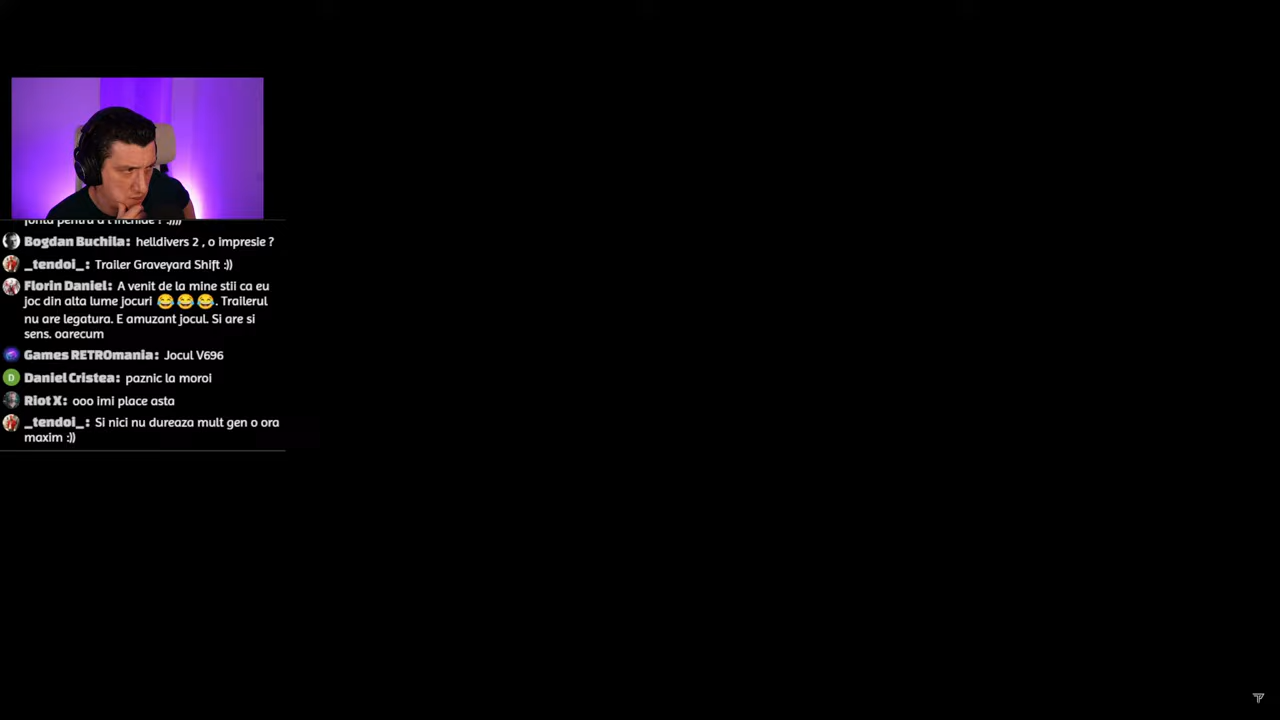 Bogdan Buchila: helldivers 2 , o impresie ?
_tendoi_: Trailer Graveyard Shift :))
Florin Daniel: A venit de la mine stii ca eu
joc din alta lume jocuri 😂😂😂. Trailerul
nu are legatura. E amuzant jocul. Si are si
sens. oarecum
Games RETROmania: Jocul V696
D Daniel Cristea: paznic la moroi
Riot X: ooo imi place asta
_tendoi_: Si nici nu dureaza mult gen o ora
maxim :))